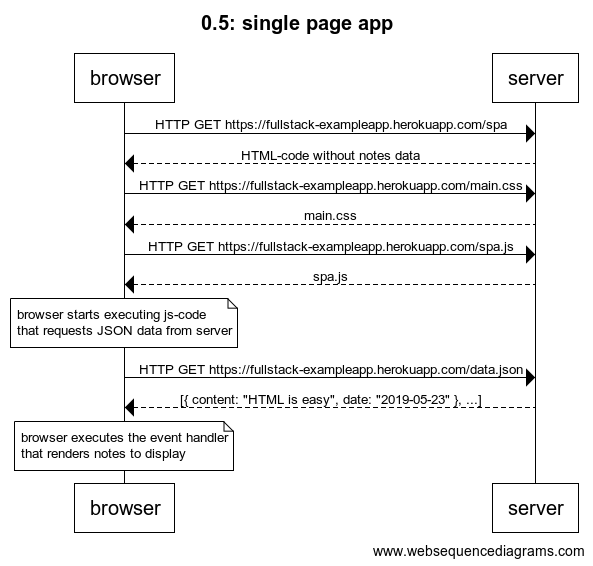 0.5: single page app
browser
server
HTTP GET https://fullstack-exampleapp.herokuapp.com/spa
HTML-code without notes data
HTTP GET https://fullstack-exampleapp.herokuapp.com/main.css
main.css
HTTP GET https://fullstack-exampleapp.herokuapp.com/spa.js
spa.js
browser starts executing js-code
that requests JSON data from server
HTTP GET https://fullstack-exampleapp.herokuapp.com/data.json
[{ content: "HTML is easy", date: "2019-05-23" }, ...]
browser executes the event handler
that renders notes to display
browser
server
www.websequencediagrams.com